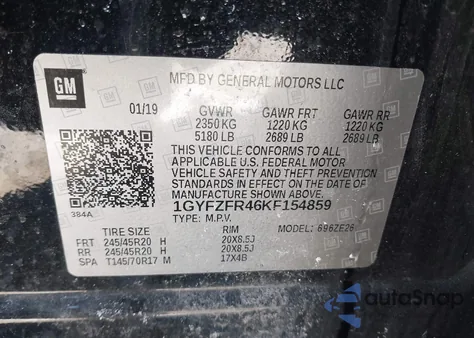 GM
GM
MFD BY GENERAL MOTORS LLC
01/19 GVWR GAWR FRT GAWR RR
2350 KG 1220 KG 1220 KG
5180 LB 2689 LB 2689 LB
THIS VEHICLE CONFORMS TO ALL
APPLICABLE U.S. FEDERAL MOTOR
VEHICLE SAFETY AND THEFT PREVENTION
STANDARDS IN EFFECT ON THE DATE OF
MANUFACTURE SHOWN ABOVE.
1GYFZFR46KF154859
384A
TYPE: M.P.V. MODEL: 696ZE26
TIRE SIZE RIM
FRT 245/45R20 H 20X8.5J
RR 245/45R20 H 20X8.5J
SPA T145/70R17 M 17X4B
autoSnap